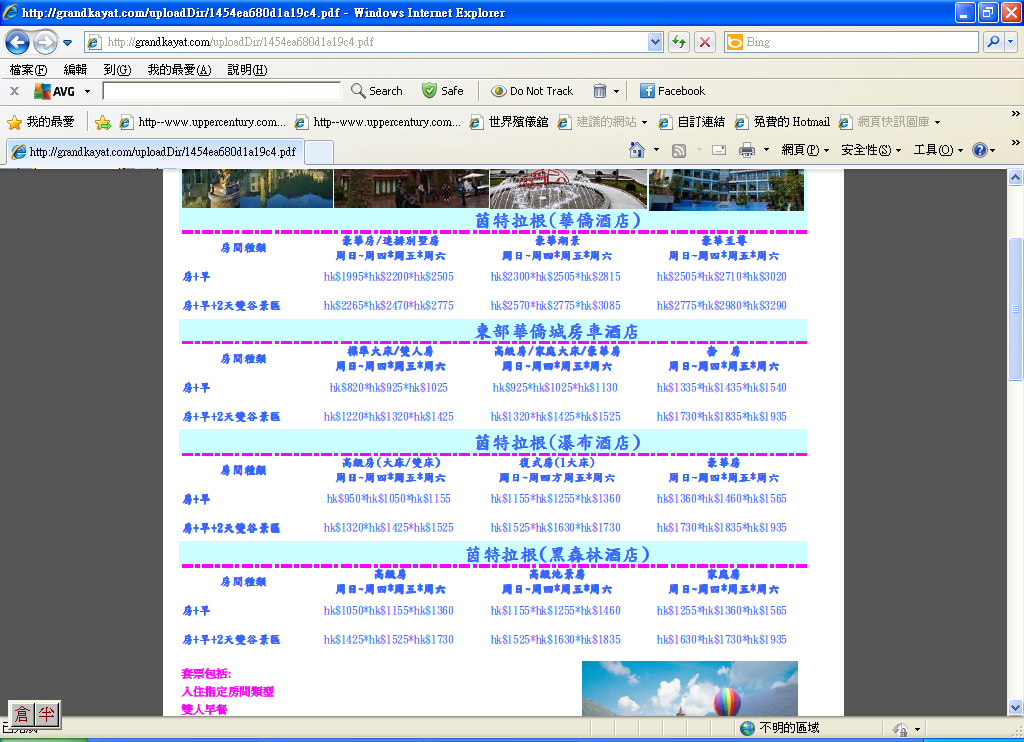 http://grandkayat.com/uploadDir/1454ea680d1a19c4.pdf - Windows Internet Explorer
http://grandkayat.com/uploadDir/1454ea680d1a19c4.pdf
Bing
檔案(F) 編輯 到(G) 我的最愛(A) 說明(H)
x AVG Search Safe Do Not Track Facebook
我的最愛 http--www.uppercentury.com... http--www.uppercentury.com... 世界殯儀舘 建議的網站 自訂連結 免費的 Hotmail 網頁快訊圖庫 »
http://grandkayat.com/uploadDir/1454ea680d1a19c4.pdf
網頁(P) 安全性(S) 工具(O) »
茵特拉根(華僑酒店)
房間種類 豪華房/連排別墅房 豪華湖景 豪華至尊
周日~周四*周五*周六 周日~周四*周五*周六 周日~周四*周五*周六
房+早 hk$1995*hk$2200*hk$2505 hk$2300*hk$2505*hk$2815 hk$2505*hk$2710*hk$3020
房+早+2天雙谷景區 hk$2265*hk$2470*hk$2775 hk$2570*hk$2775*hk$3085 hk$2775*hk$2980*hk$3290
東部華僑城房車酒店
房間種類 標準大床/雙人房 高級房/家庭大床/豪華房 套 房
周日~周四*周五*周六 周日~周四*周五*周六 周日~周四*周五*周六
房+早 hk$820*hk$925*hk$1025 hk$925*hk$1025*hk$1130 hk$1335*hk$1435*hk$1540
房+早+2天雙谷景區 hk$1220*hk$1320*hk$1425 hk$1320*hk$1425*hk$1525 hk$1730*hk$1835*hk$1935
茵特拉根(瀑布酒店)
房間種類 高級房(大床/雙床) 復式房(1大床) 豪華房
周日~周四*周五*周六 周日~周四方周五*周六 周日~周四*周五*周六
房+早 hk$950*hk$1050*hk$1155 hk$1155*hk$1255*hk$1360 hk$1360*hk$1460*hk$1565
房+早+2天雙谷景區 hk$1320*hk$1425*hk$1525 hk$1525*hk$1630*hk$1730 hk$1730*hk$1835*hk$1935
茵特拉根(黑森林酒店)
房間種類 高級房 高級地景房 家庭房
周日~周四*周五*周六 周日~周四*周五*周六 周日~周四*周五*周六
房+早 hk$1050*hk$1155*hk$1360 hk$1155*hk$1255*hk$1460 hk$1255*hk$1360*hk$1565
房+早+2天雙谷景區 hk$1425*hk$1525*hk$1730 hk$1525*hk$1630*hk$1835 hk$1630*hk$1730*hk$1935
套票包括:
入住指定房間類型
雙人早餐
倉 半
不明的區域